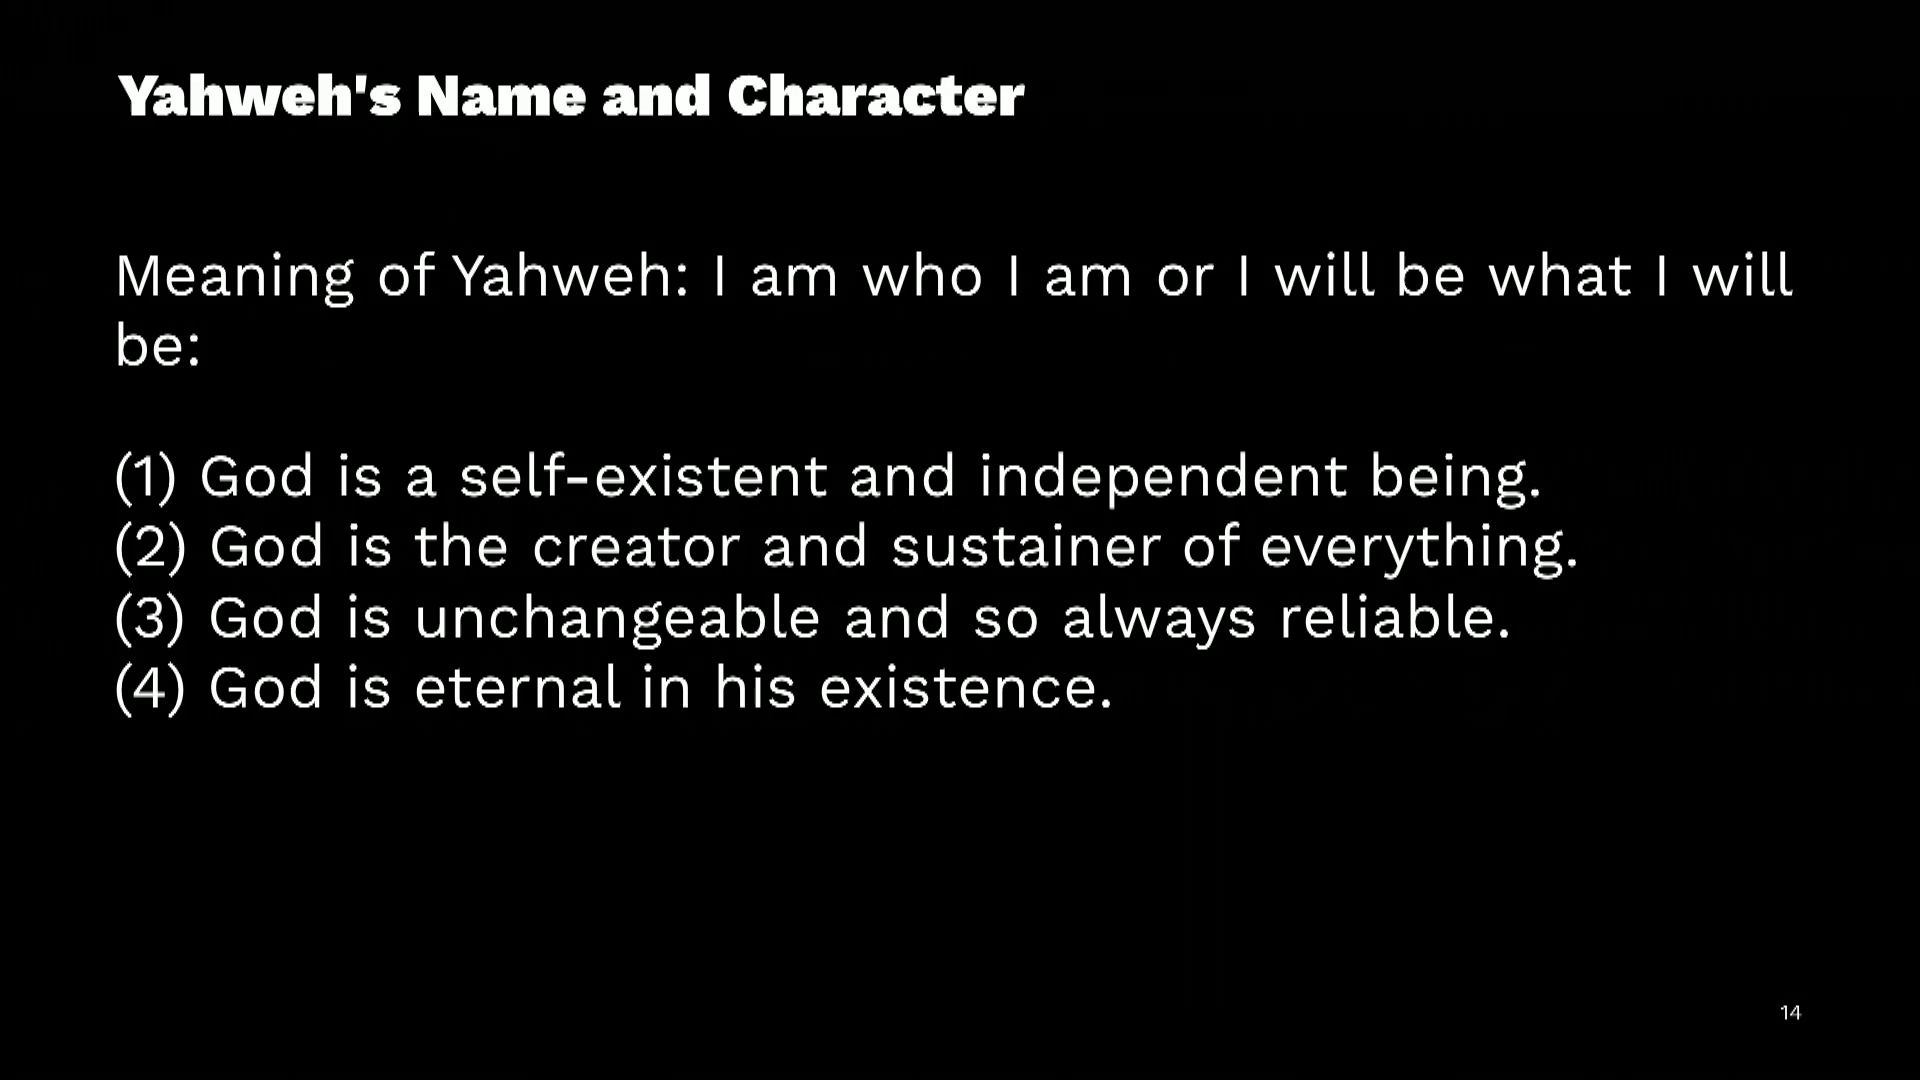 Yahweh's Name and Character
Meaning of Yahweh: I am who I am or I will be what I will
be:
(1) God is a self-existent and independent being.
(2) God is the creator and sustainer of everything.
(3) God is unchangeable and so always reliable.
(4) God is eternal in his existence.
14